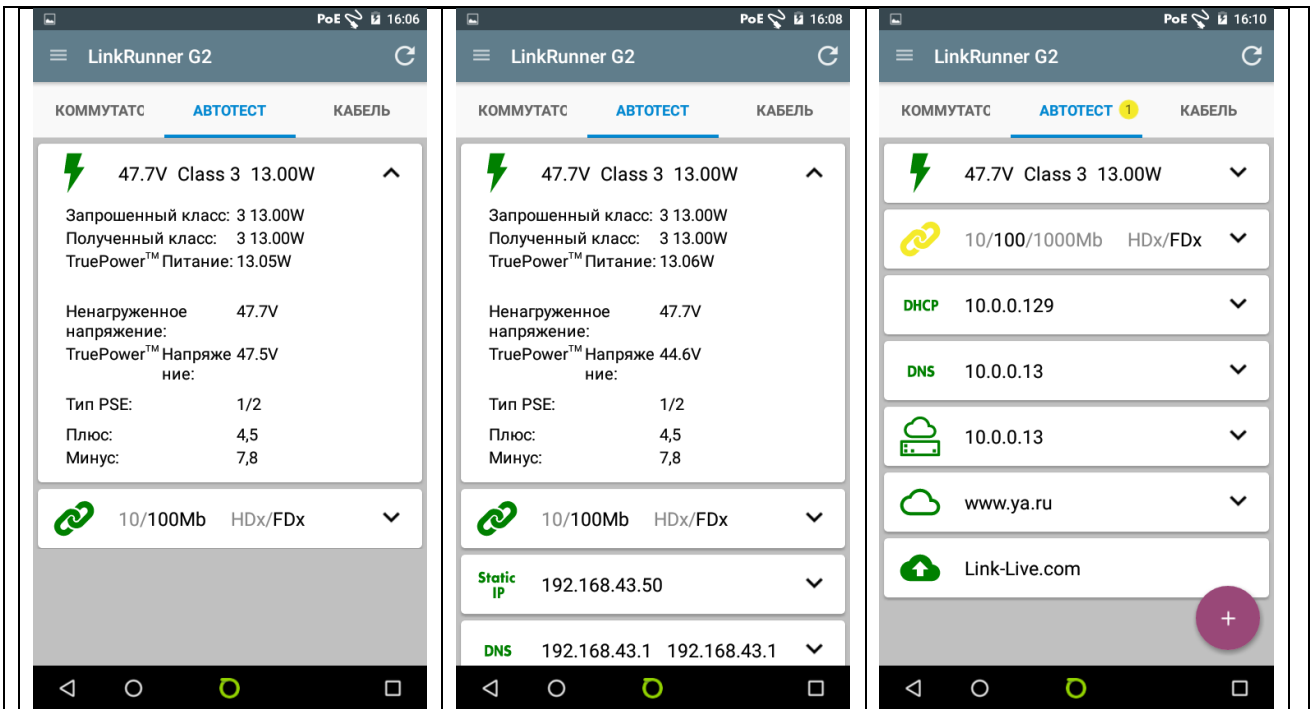 PoE 16:06
LinkRunner G2
КОММУТАТС АВТОТЕСТ КАБЕЛЬ
47.7V Class 3 13.00W
Запрошенный класс: 3 13.00W
Полученный класс: 3 13.00W
TruePower™ Питание: 13.05W
Ненагруженное 47.7V
напряжение:
TruePower™ Напряже 47.5V
ние:
Тип PSE: 1/2
Плюс: 4,5
Минус: 7,8
10/100Mb HDx/FDx
PoE 16:08
LinkRunner G2
КОММУТАТС АВТОТЕСТ КАБЕЛЬ
47.7V Class 3 13.00W
Запрошенный класс: 3 13.00W
Полученный класс: 3 13.00W
TruePower™ Питание: 13.06W
Ненагруженное 47.7V
напряжение:
TruePower™ Напряже 44.6V
ние:
Тип PSE: 1/2
Плюс: 4,5
Минус: 7,8
10/100Mb HDx/FDx
Static
IP
192.168.43.50
DNS 192.168.43.1 192.168.43.1
PoE 16:10
LinkRunner G2
КОММУТАТС АВТОТЕСТ 1 КАБЕЛЬ
47.7V Class 3 13.00W
10/100/1000Mb HDx/FDx
DHCP 10.0.0.129
DNS 10.0.0.13
10.0.0.13
www.ya.ru
Link-Live.com
+